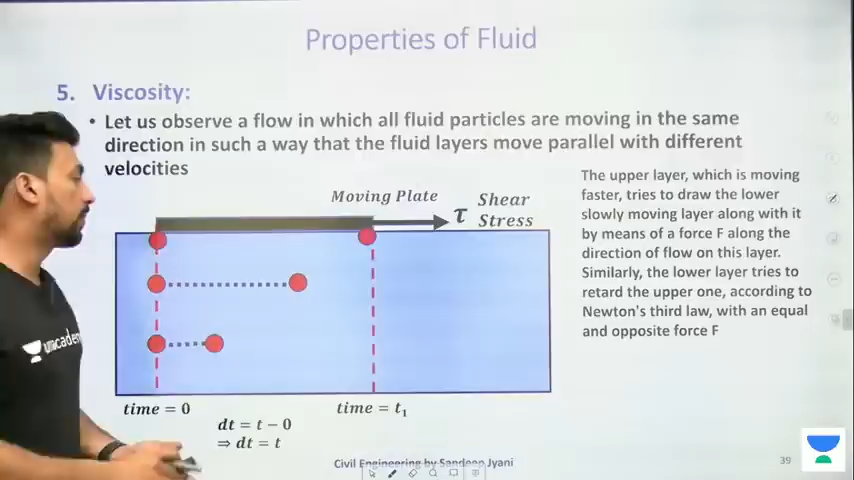 Properties of Fluid
5. Viscosity:
• Let us observe a flow in which all fluid particles are moving in the same
direction in such a way that the fluid layers move parallel with different
velocities
The upper layer, which is moving
faster, tries to draw the lower
slowly moving layer along with it
by means of a force F along the
direction of flow on this layer.
Similarly, the lower layer tries to
retard the upper one, according to
Newton's third law, with an equal
and opposite force F
Moving Plate
τ Shear
Stress
time = 0
time = t₁
dt = t − 0
⇒ dt = t
unacademy
Civil Engineering by Sandeep Jyani
39